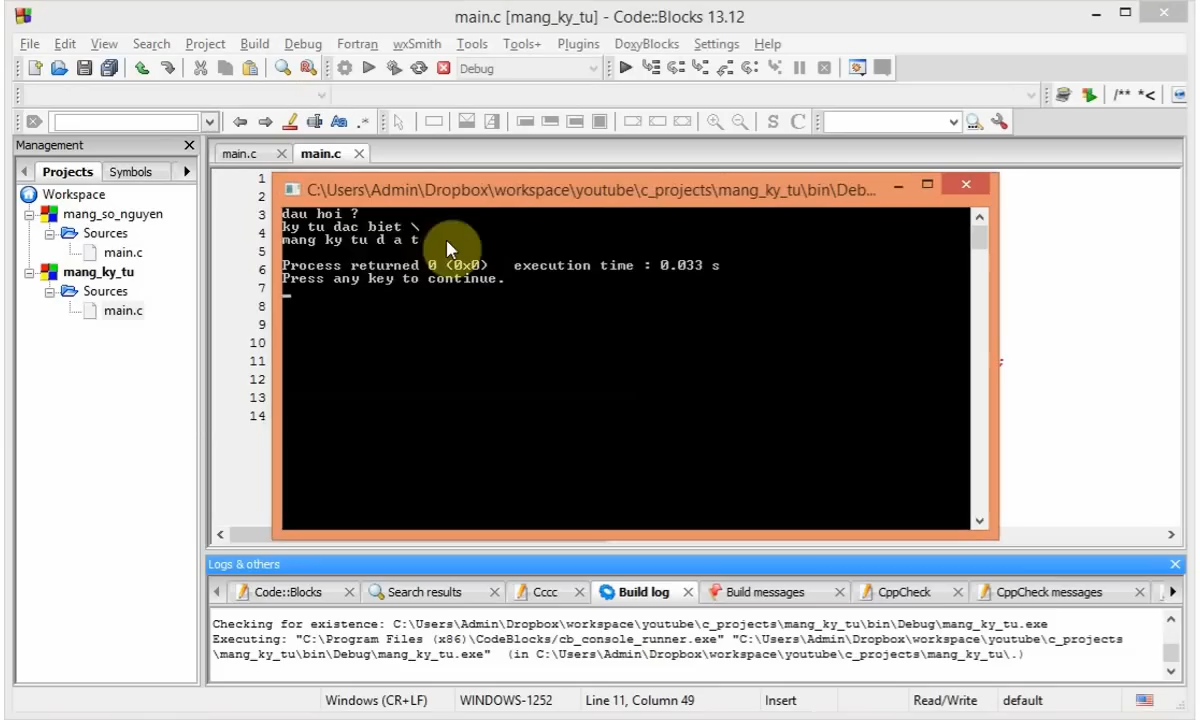 main.c [mang_ky_tu] - Code::Blocks 13.12
File Edit View Search Project Build Debug Fortran wxSmith Tools Tools+ Plugins DoxyBlocks Settings Help
Debug
/** *<
S C
Management
Projects Symbols
Workspace
mang_so_nguyen
Sources
main.c
mang_ky_tu
Sources
main.c
main.c main.c
1
2
3
4
5
6
7
8
9
10
11
12
13
14
;
C:\Users\Admin\Dropbox\workspace\youtube\c_projects\mang_ky_tu\bin\Deb...
dau hoi ?
ky tu dac biet \
mang ky tu d a t
Process returned 0 (0x0) execution time : 0.033 s
Press any key to continue.
Logs & others
Code::Blocks Search results Cccc Build log Build messages CppCheck CppCheck messages
Checking for existence: C:\Users\Admin\Dropbox\workspace\youtube\c_projects\mang_ky_tu\bin\Debug\mang_ky_tu.exe
Executing: "C:\Program Files (x86)\CodeBlocks/cb_console_runner.exe" "C:\Users\Admin\Dropbox\workspace\youtube\c_projects
\mang_ky_tu\bin\Debug\mang_ky_tu.exe" (in C:\Users\Admin\Dropbox\workspace\youtube\c_projects\mang_ky_tu\.)
Windows (CR+LF) WINDOWS-1252 Line 11, Column 49 Insert Read/Write default